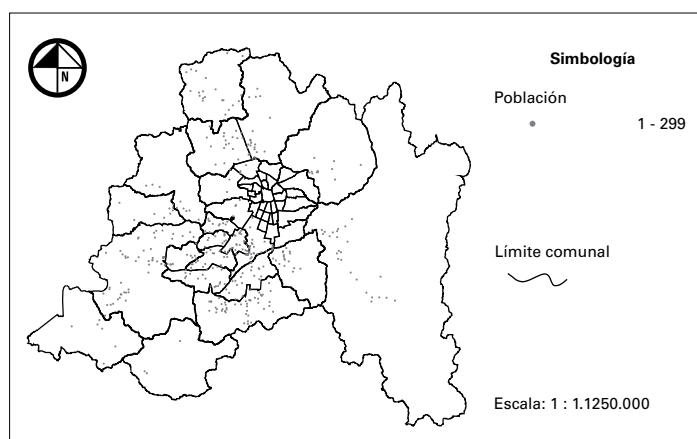 N
Simbología
Población
1 - 299
Límite comunal
Escala: 1 : 1.1250.000